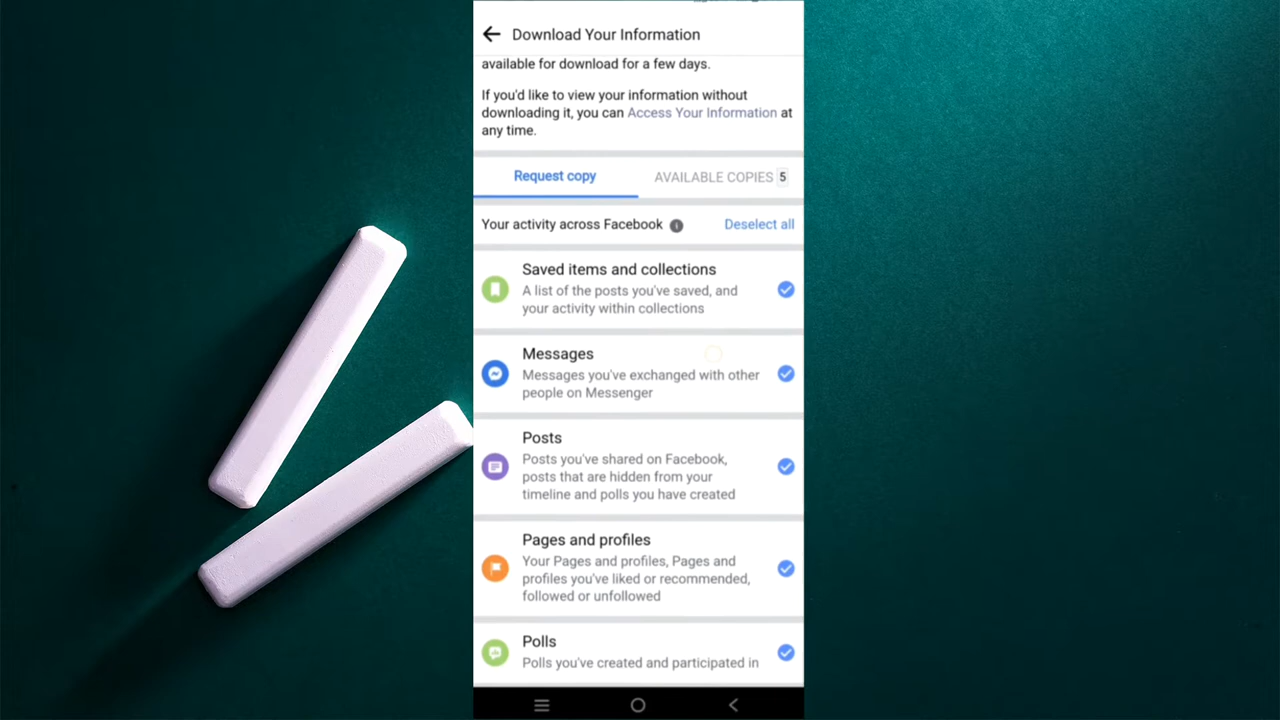 Download Your Information
available for download for a few days.
If you'd like to view your information without
downloading it, you can Access Your Information at
any time.
Request copy
AVAILABLE COPIES 5
Your activity across Facebook
Deselect all
Saved items and collections
A list of the posts you've saved, and
your activity within collections
Messages
Messages you've exchanged with other
people on Messenger
Posts
Posts you've shared on Facebook,
posts that are hidden from your
timeline and polls you have created
Pages and profiles
Your Pages and profiles, Pages and
profiles you've liked or recommended,
followed or unfollowed
Polls
Polls you've created and participated in